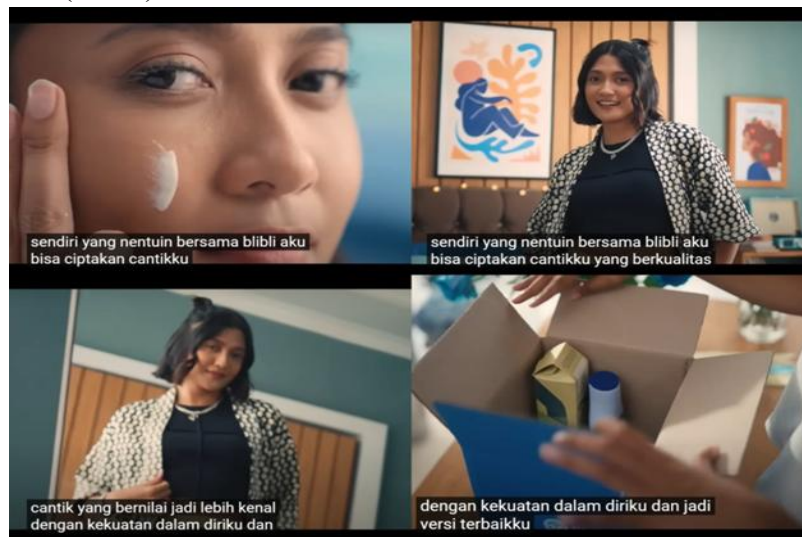 sendiri yang nentuin bersama blibli aku
bisa ciptakan cantikku
sendiri yang nentuin bersama blibli aku
bisa ciptakan cantikku yang berkualitas
cantik yang bernilai jadi lebih kenal
dengan kekuatan dalam diriku dan
dengan kekuatan dalam diriku dan jadi
versi terbaikku